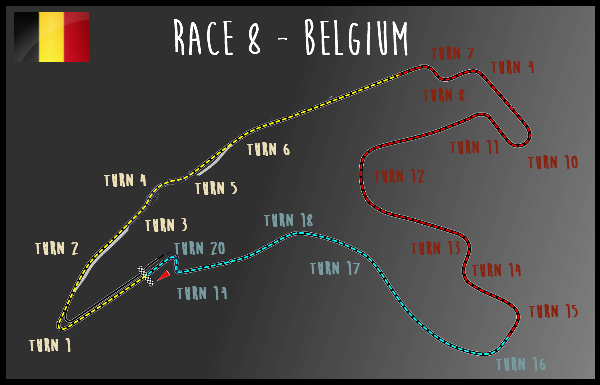 RACE 8 - BELGIUM
TURN 7
TURN 9
TURN 8
TURN 6
TURN 11
TURN 10
TURN 4
TURN 5
TURN 12
TURN 3
TURN 18
TURN 2
TURN 20
TURN 13
TURN 17
TURN 14
TURN 19
TURN 15
TURN 1
TURN 16